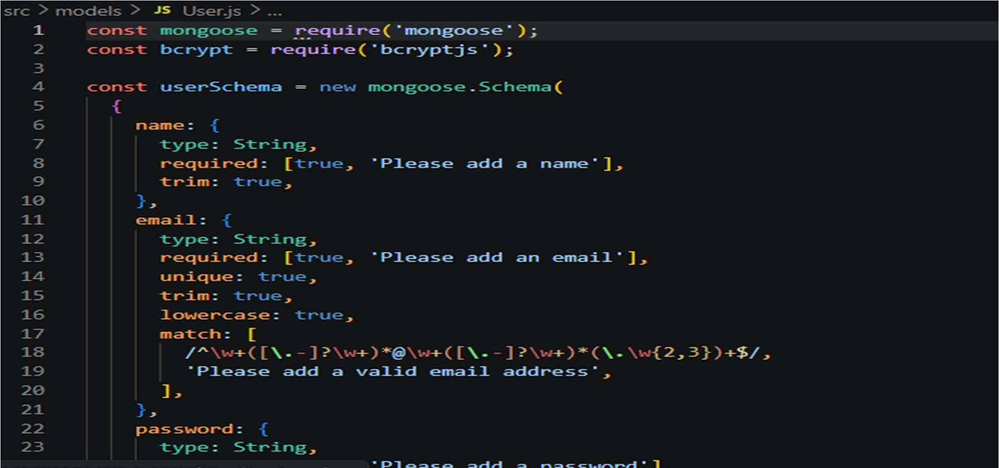 src > models > JS User.js > ...
1 const mongoose = require('mongoose');
2 const bcrypt = require('bcryptjs');
3
4 const userSchema = new mongoose.Schema(
5 {
6 name: {
7 type: String,
8 required: [true, 'Please add a name'],
9 trim: true,
10 },
11 email: {
12 type: String,
13 required: [true, 'Please add an email'],
14 unique: true,
15 trim: true,
16 lowercase: true,
17 match: [
18 /^\w+([\.-]?\w+)*@\w+([\.-]?\w+)*(\.\w{2,3})+$/,
19 'Please add a valid email address',
20 ],
21 },
22 password: {
23 type: String,
'Please add a password']